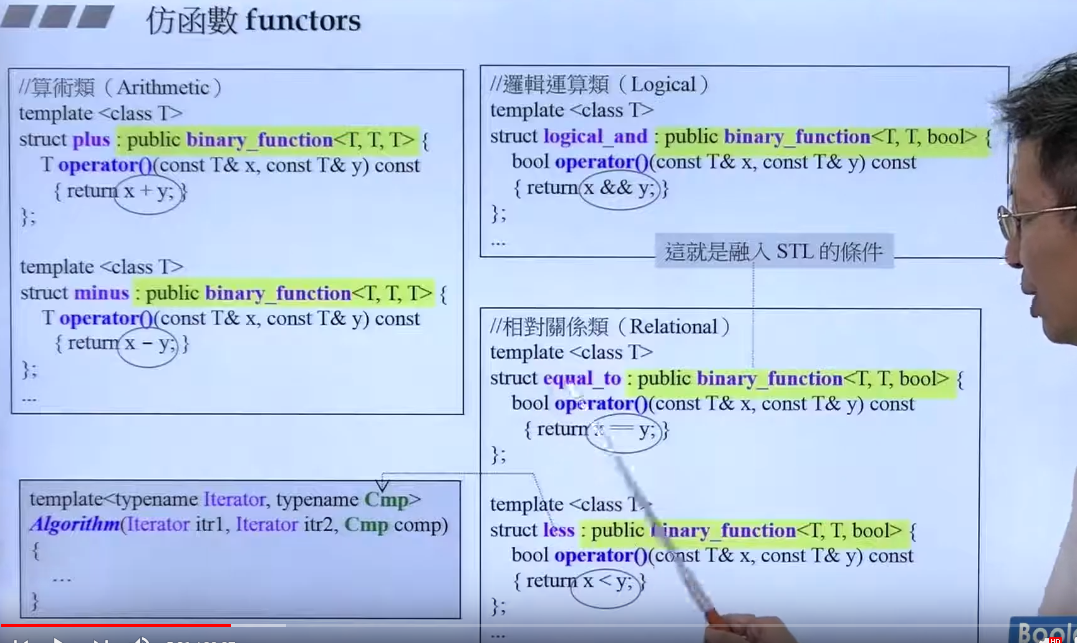 仿函數 functors
//算術類（Arithmetic）
template <class T>
struct plus : public binary_function<T, T, T> {
T operator()(const T& x, const T& y) const
{ return x + y; }
};
template <class T>
struct minus : public binary_function<T, T, T> {
T operator()(const T& x, const T& y) const
{ return x − y; }
};
...
template<typename Iterator, typename Cmp>
Algorithm(Iterator itr1, Iterator itr2, Cmp comp)
{
...
}
//邏輯運算類（Logical）
template <class T>
struct logical_and : public binary_function<T, T, bool> {
bool operator()(const T& x, const T& y) const
{ return x && y; }
};
...
這就是融入 STL 的條件
//相對關係類（Relational）
template <class T>
struct equal_to : public binary_function<T, T, bool> {
bool operator()(const T& x, const T& y) const
{ return x == y; }
};
template <class T>
struct less : public binary_function<T, T, bool> {
bool operator()(const T& x, const T& y) const
{ return x < y; }
};
...
HD